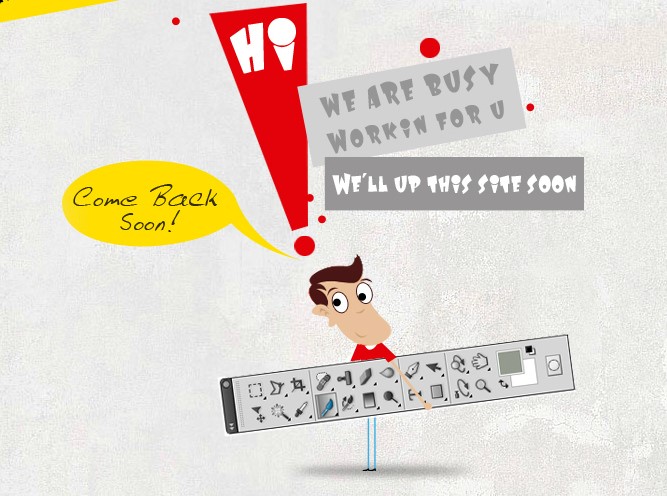 Hi
WE ARE BUSY
WORKiN FOR U
WE'LL UP THiS SiTE SOON
Come Back
Soon!